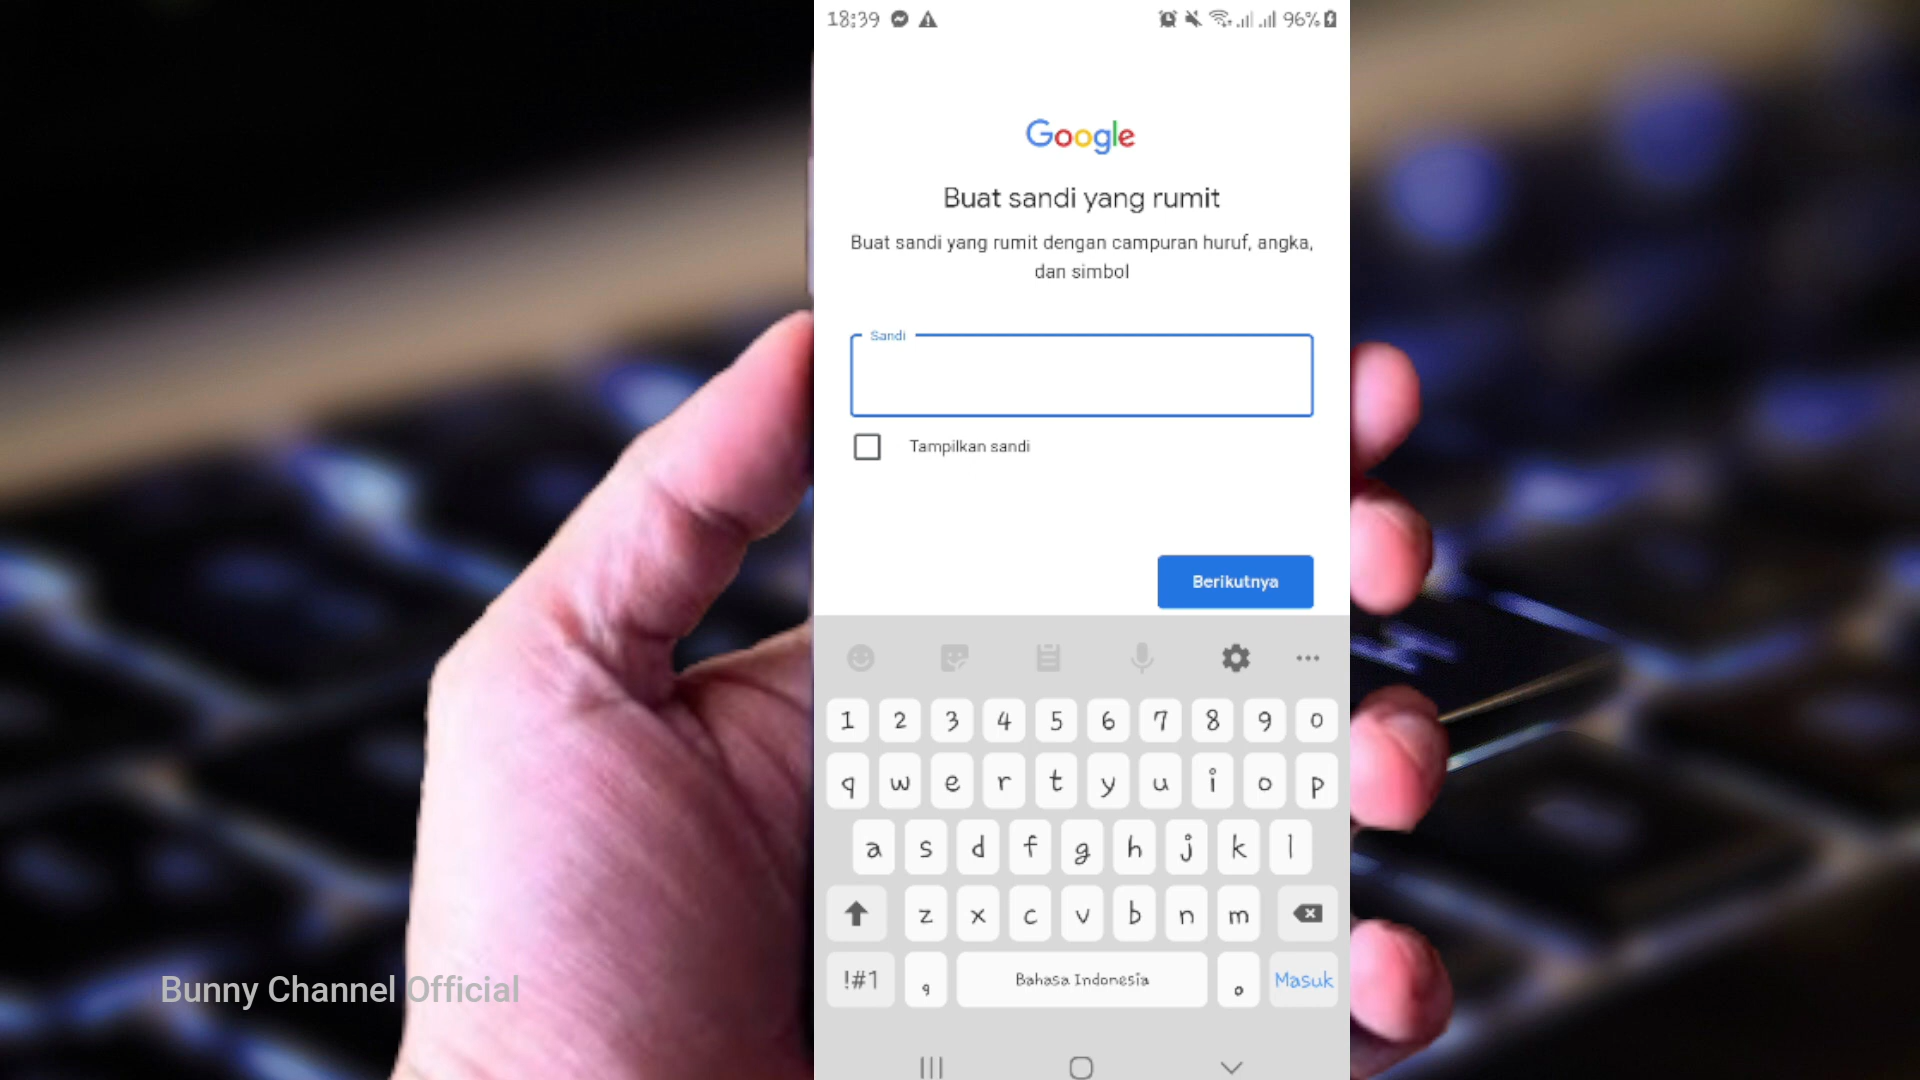 18:39
96%
Google
Buat sandi yang rumit
Buat sandi yang rumit dengan campuran huruf, angka,
dan simbol
Sandi
Tampilkan sandi
Berikutnya
1 2 3 4 5 6 7 8 9 0
q w e r t y u i o p
a s d f g h j k l
z x c v b n m
!#1 , Bahasa Indonesia . Masuk
Bunny Channel Official